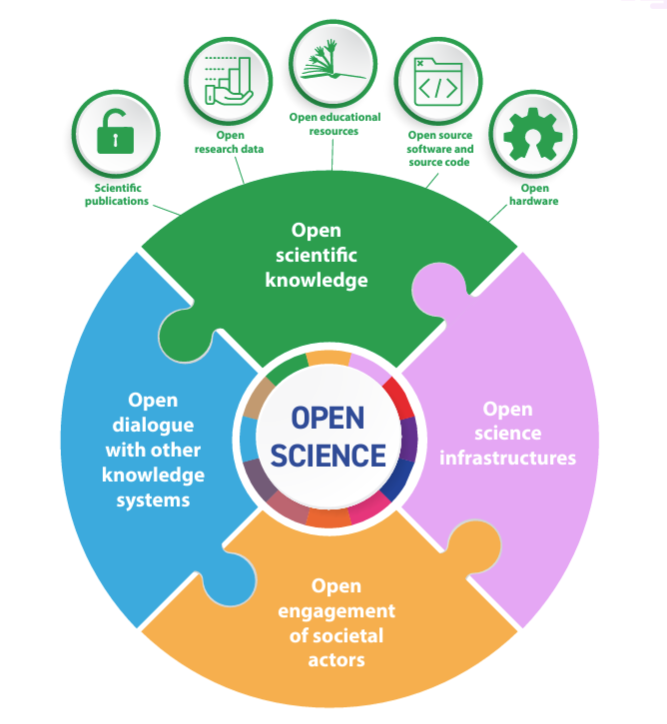 Open educational
resources
Open
research data
Open source
software and
source code
Scientific
publications
Open
hardware
</>
Open
scientific
knowledge
Open
dialogue
with other
knowledge
systems
OPEN
SCIENCE
Open
science
infrastructures
Open
engagement
of societal
actors